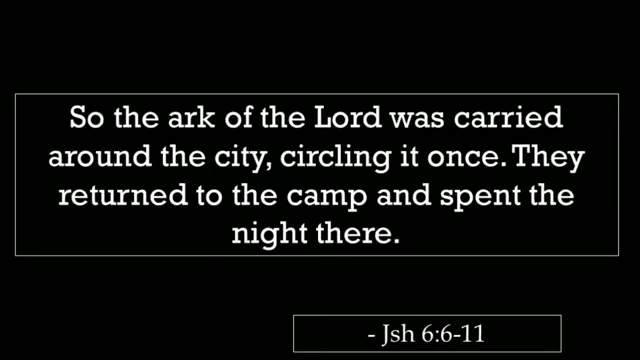 So the ark of the Lord was carried
around the city, circling it once. They
returned to the camp and spent the
night there.
- Jsh 6:6-11